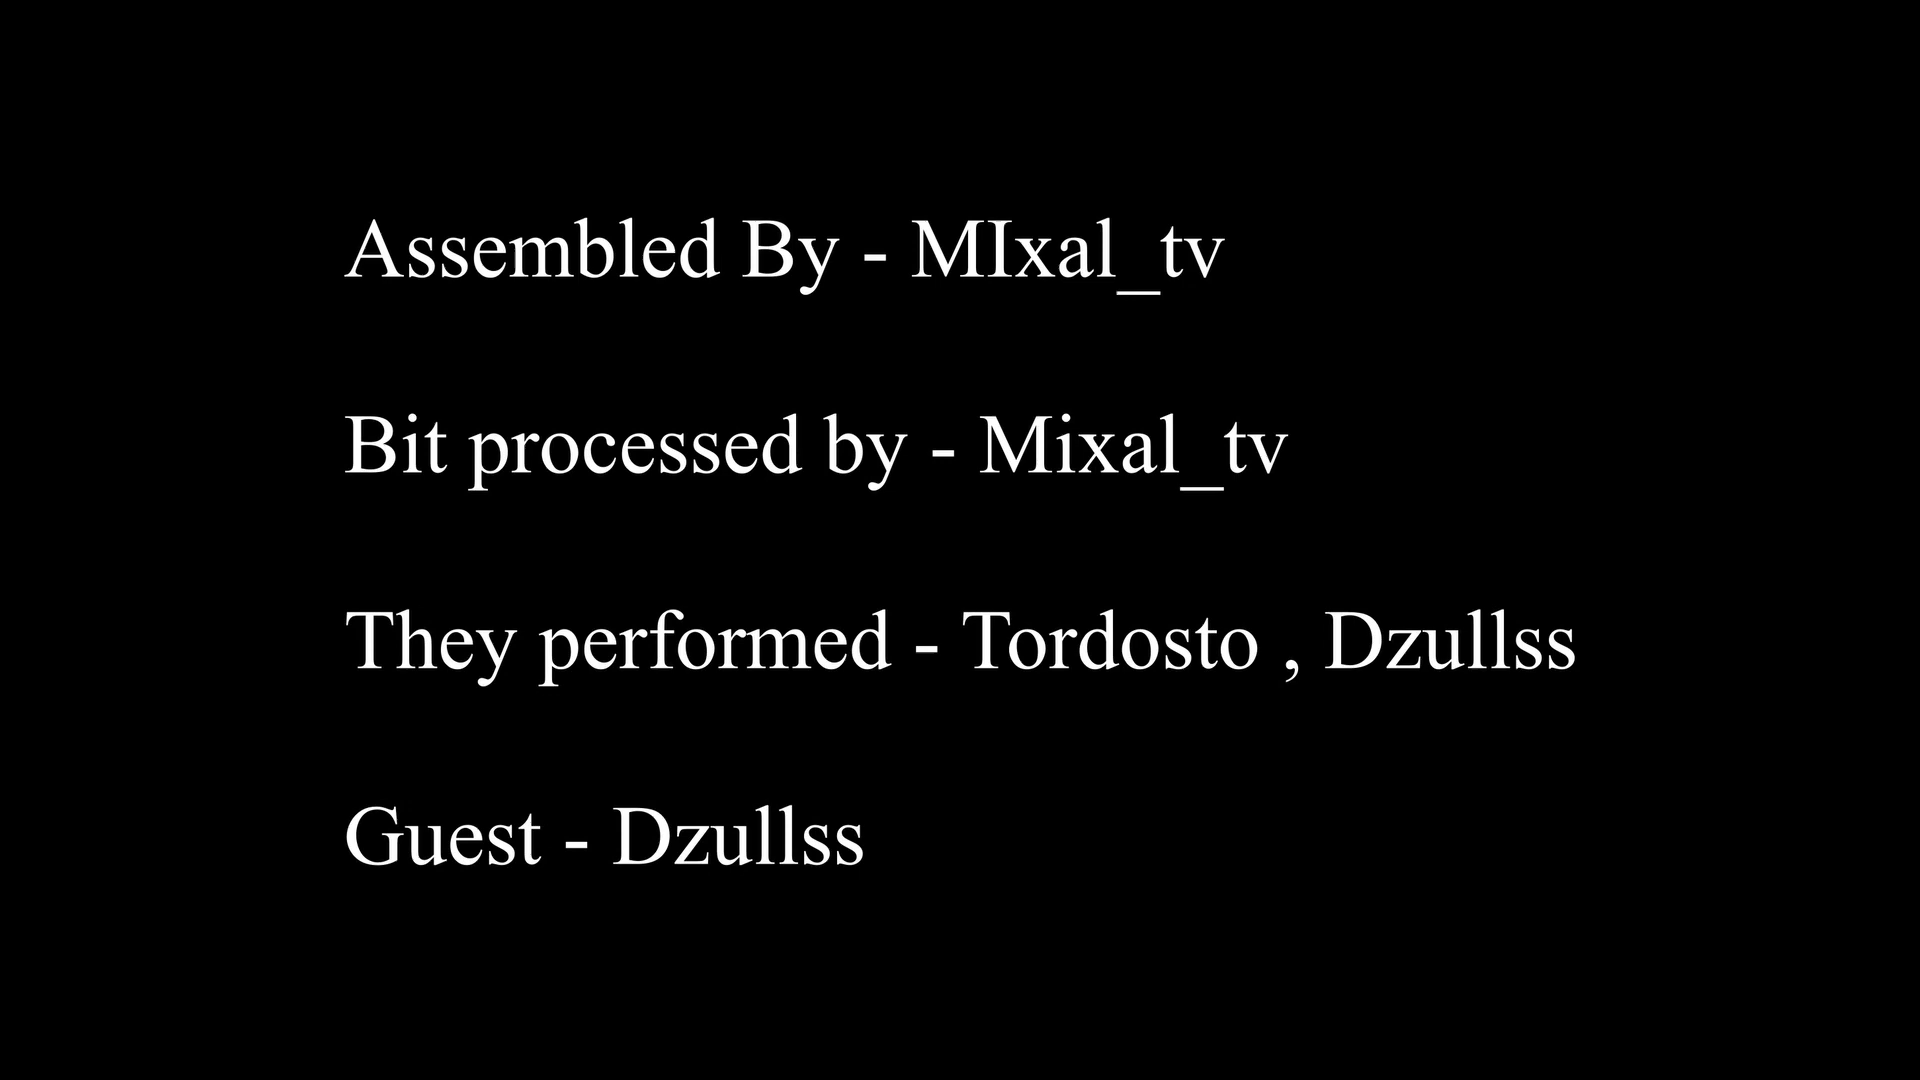 Assembled By - MIxal_tv
Bit processed by - Mixal_tv
They performed - Tordosto , Dzullss
Guest - Dzullss